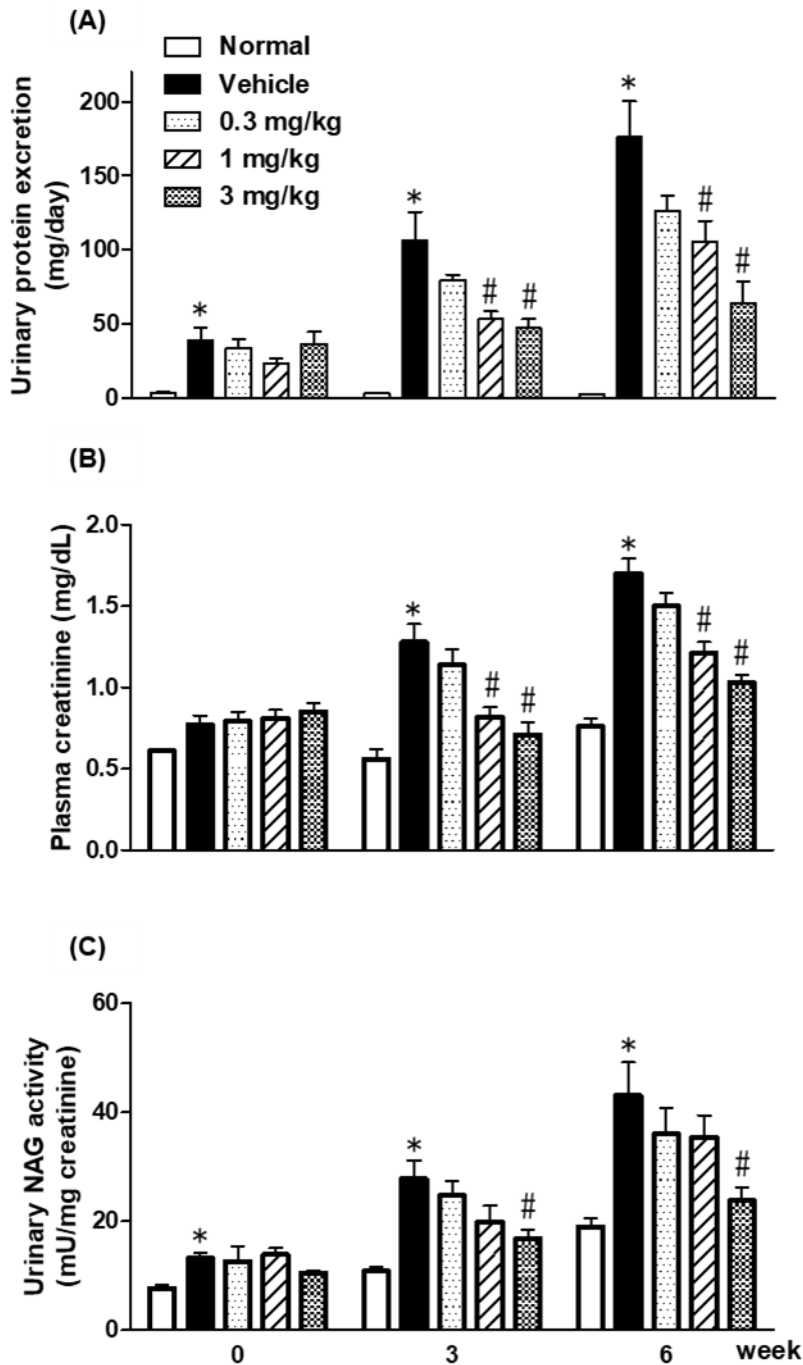 (A)
Normal
Vehicle
0.3 mg/kg
1 mg/kg
3 mg/kg
Urinary protein excretion
(mg/day)
200
150
100
50
0
*
*
#
#
*
#
#
(B)
Plasma creatinine (mg/dL)
2.0
1.5
1.0
0.5
0.0
*
#
#
*
#
#
(C)
Urinary NAG activity
(mU/mg creatinine)
60
40
20
0
*
*
#
*
#
0 3 6 week